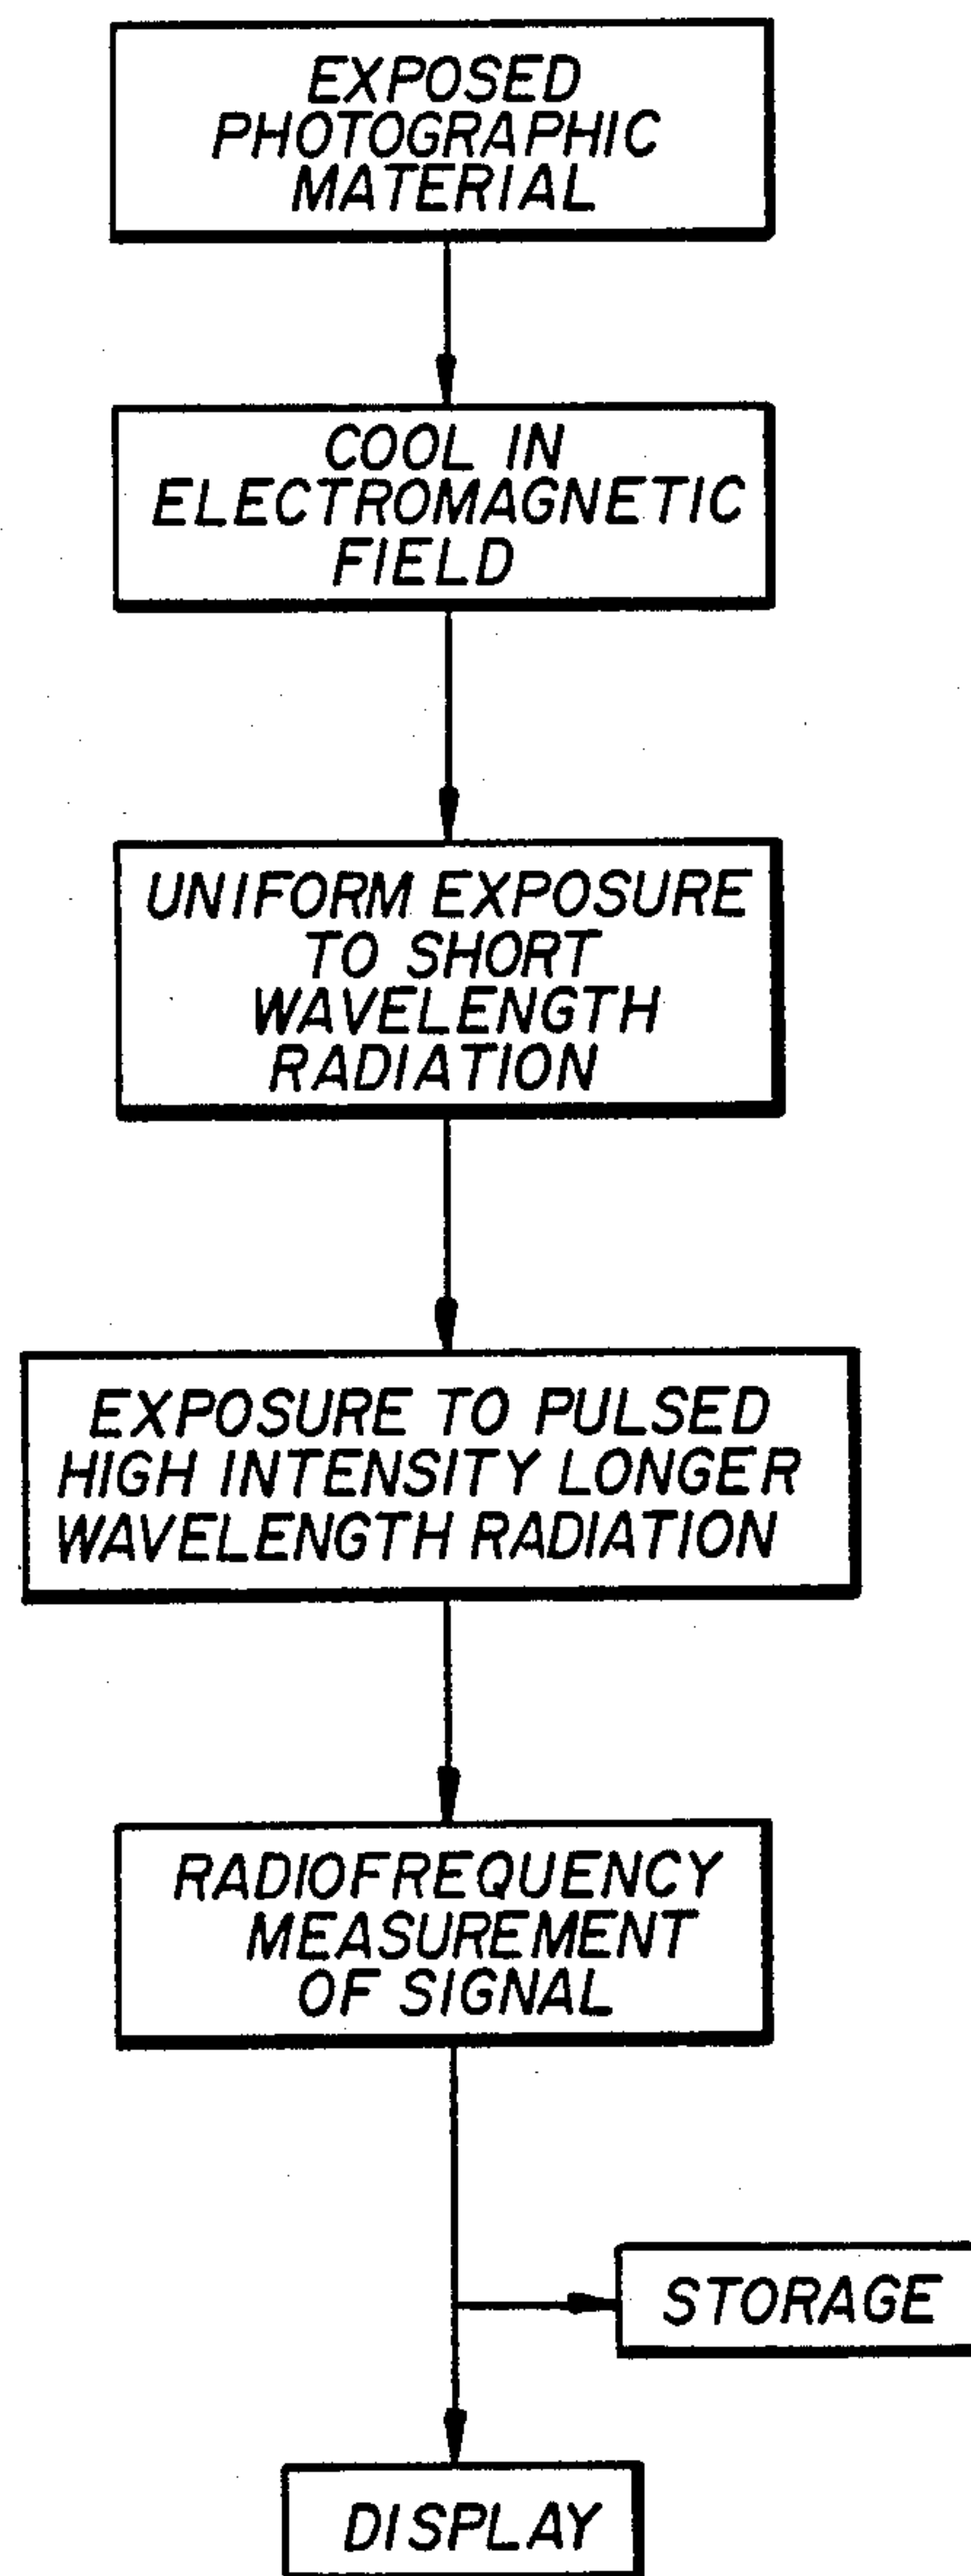 EXPOSED
PHOTOGRAPHIC
MATERIAL
COOL IN
ELECTROMAGNETIC
FIELD
UNIFORM EXPOSURE
TO SHORT
WAVELENGTH
RADIATION
EXPOSURE TO PULSED
HIGH INTENSITY LONGER
WAVELENGTH RADIATION
RADIOFREQUENCY
MEASUREMENT
OF SIGNAL
STORAGE
DISPLAY